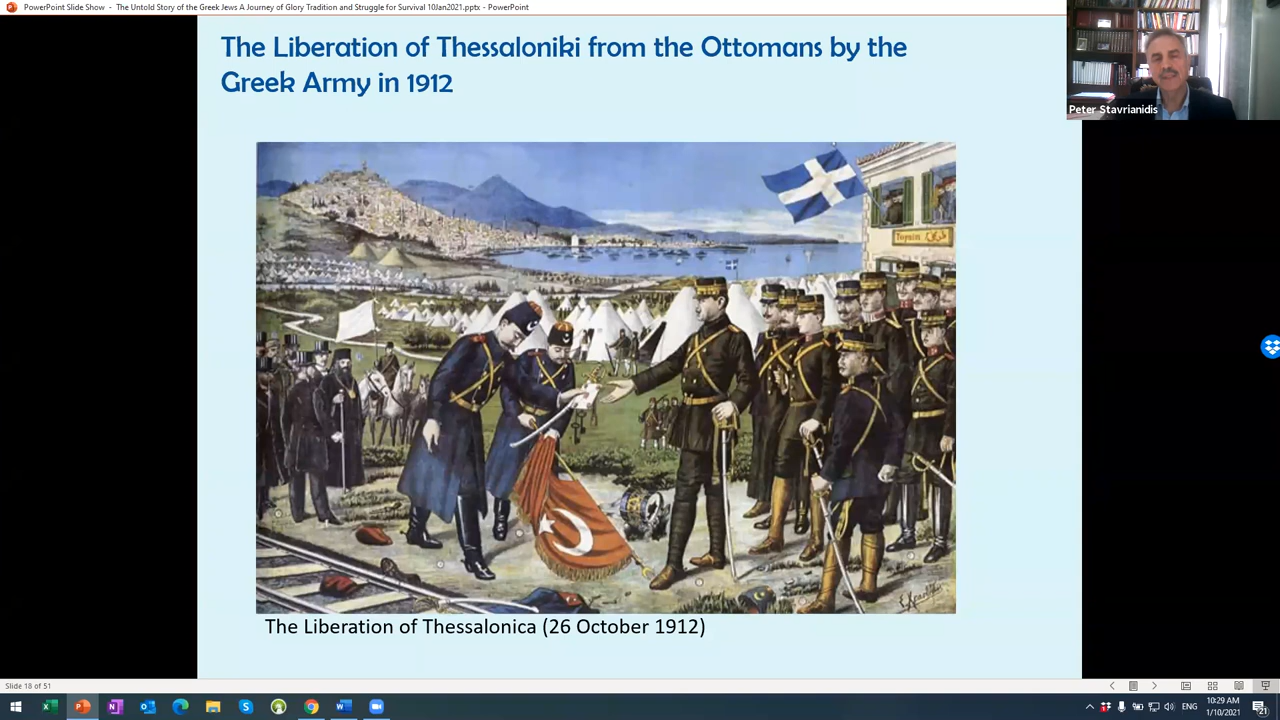 PowerPoint Slide Show - The Untold Story of the Greek Jews A Journey of Glory Tradition and Struggle for Survival 10Jan2021.pptx - PowerPoint
The Liberation of Thessaloniki from the Ottomans by the
Greek Army in 1912
Peter Stavrianidis
The Liberation of Thessalonica (26 October 1912)
Slide 18 of 51
ENG
10:29 AM
1/10/2021
21